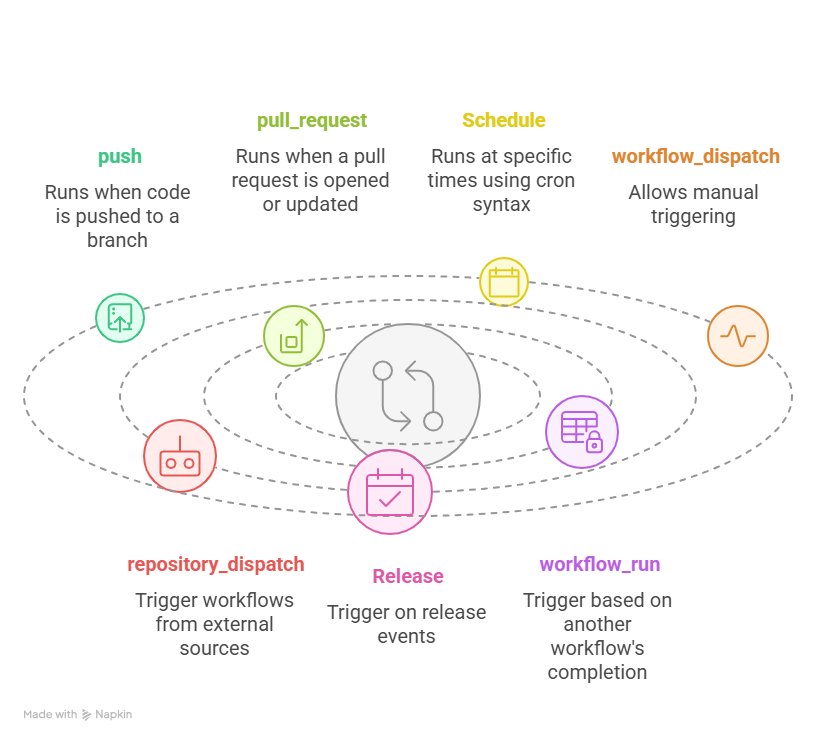 push
Runs when code
is pushed to a
branch
pull_request
Runs when a pull
request is opened
or updated
Schedule
Runs at specific
times using cron
syntax
workflow_dispatch
Allows manual
triggering
repository_dispatch
Trigger workflows
from external
sources
Release
Trigger on release
events
workflow_run
Trigger based on
another
workflow's
completion
Made with Napkin